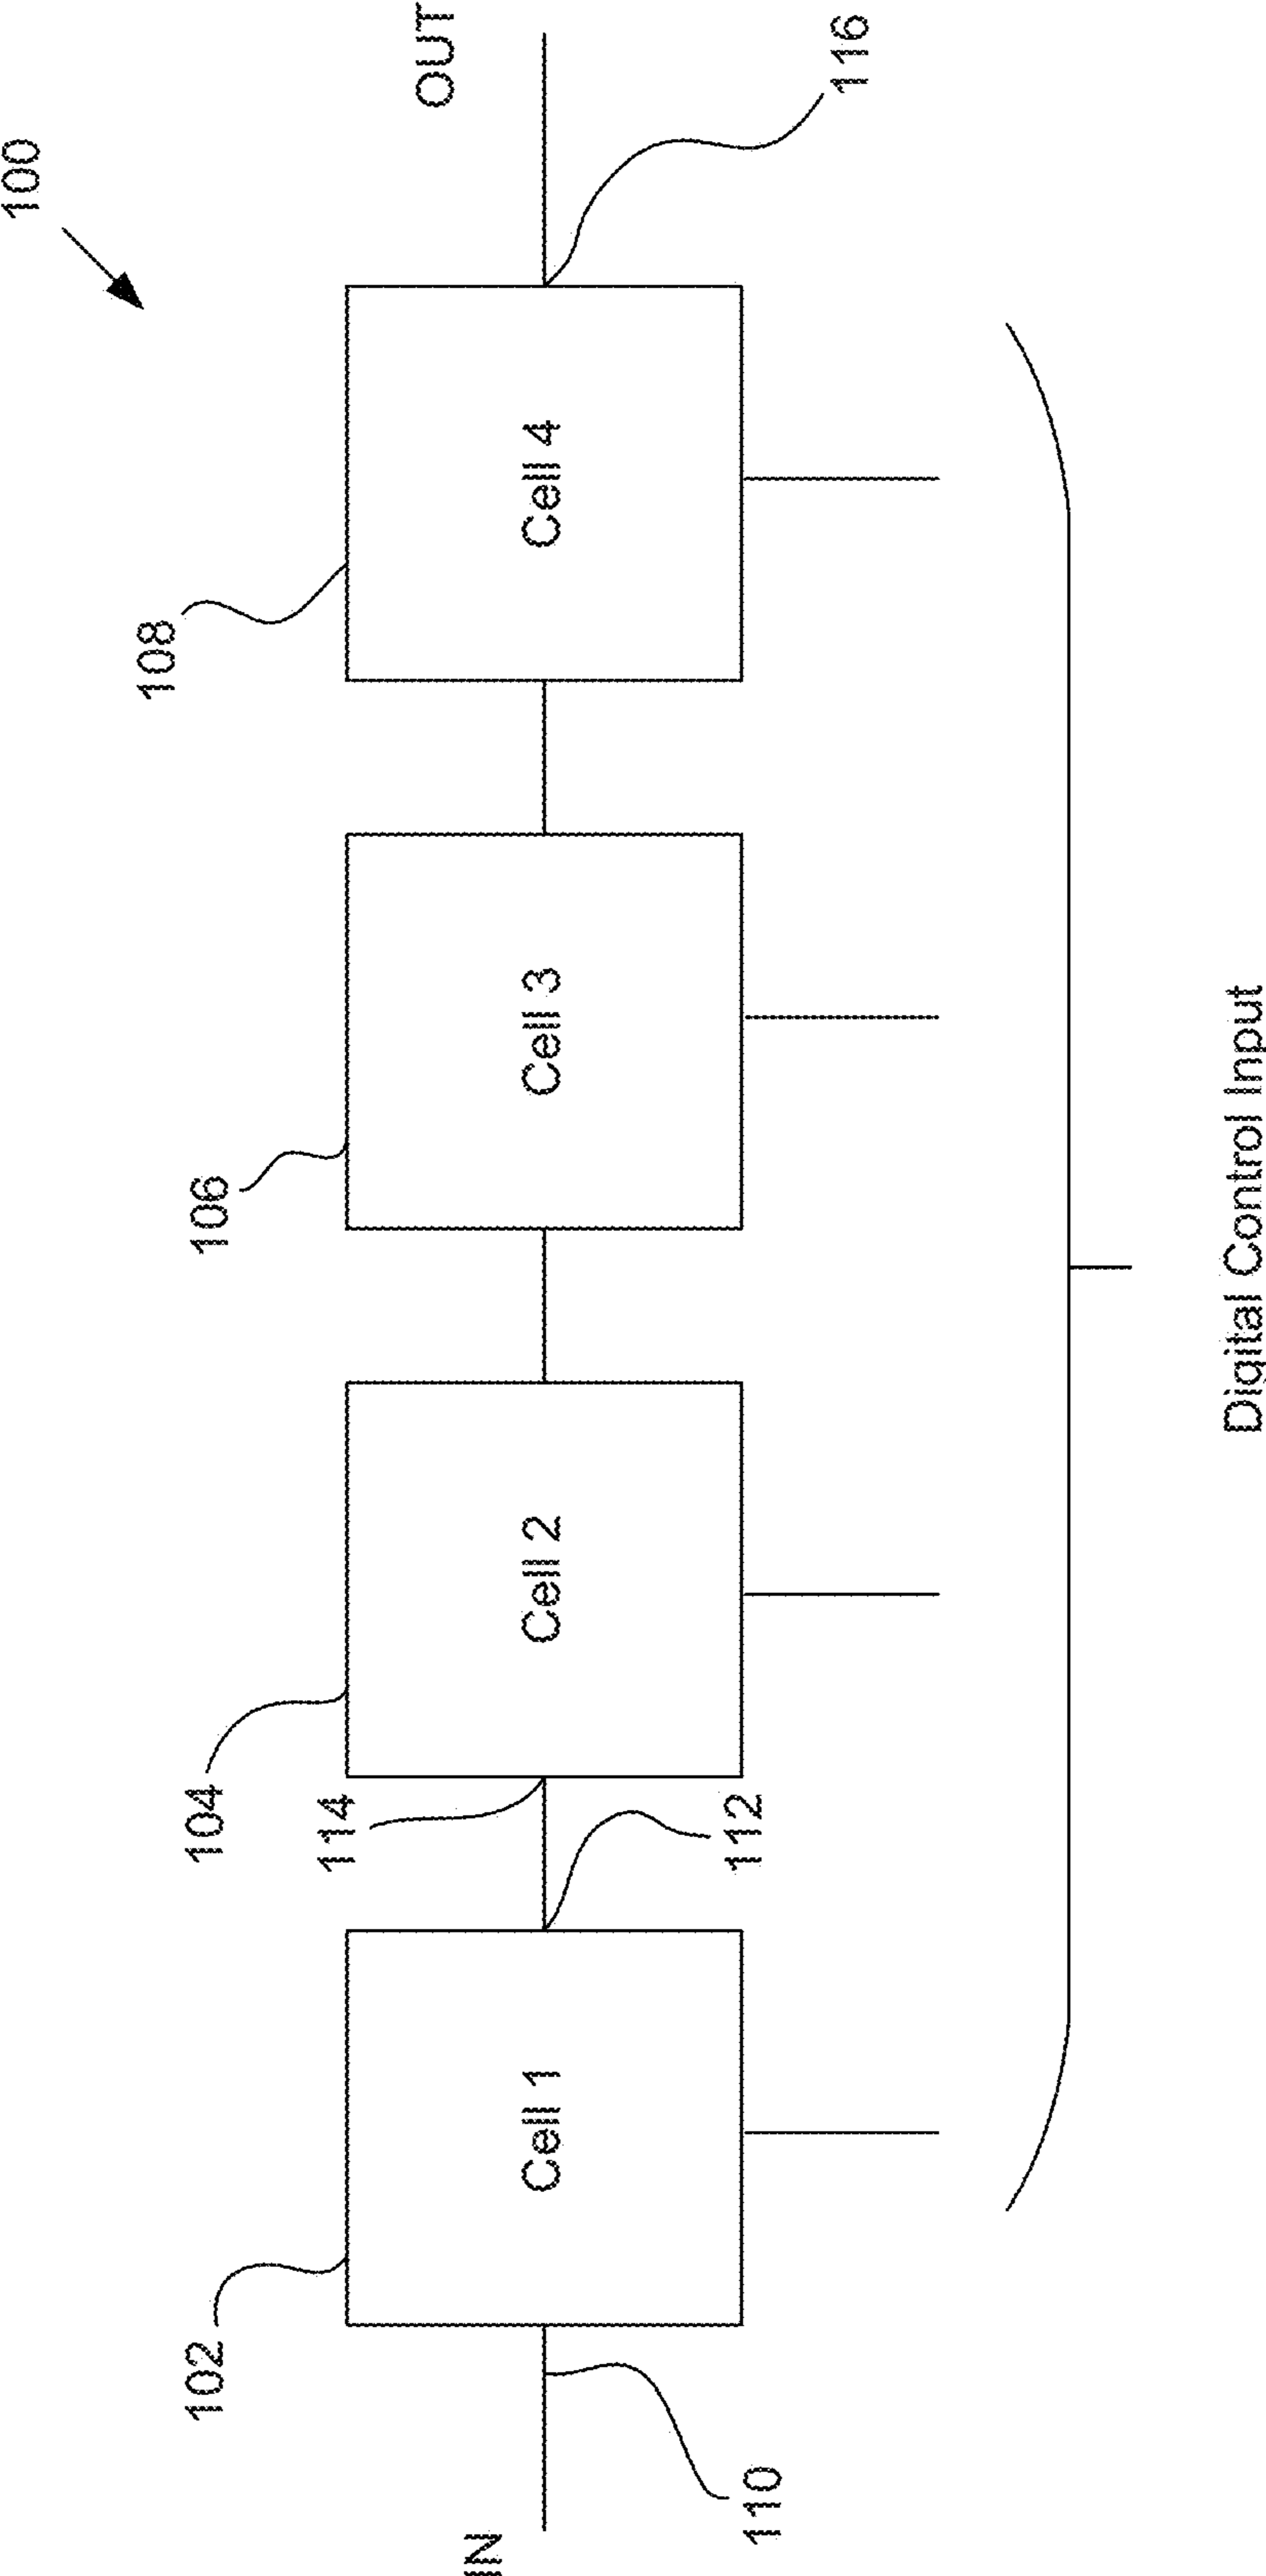 100
108
106
104
102
114
112
110
116
IN
OUT
Cell 1
Cell 2
Cell 3
Cell 4
Digital Control Input